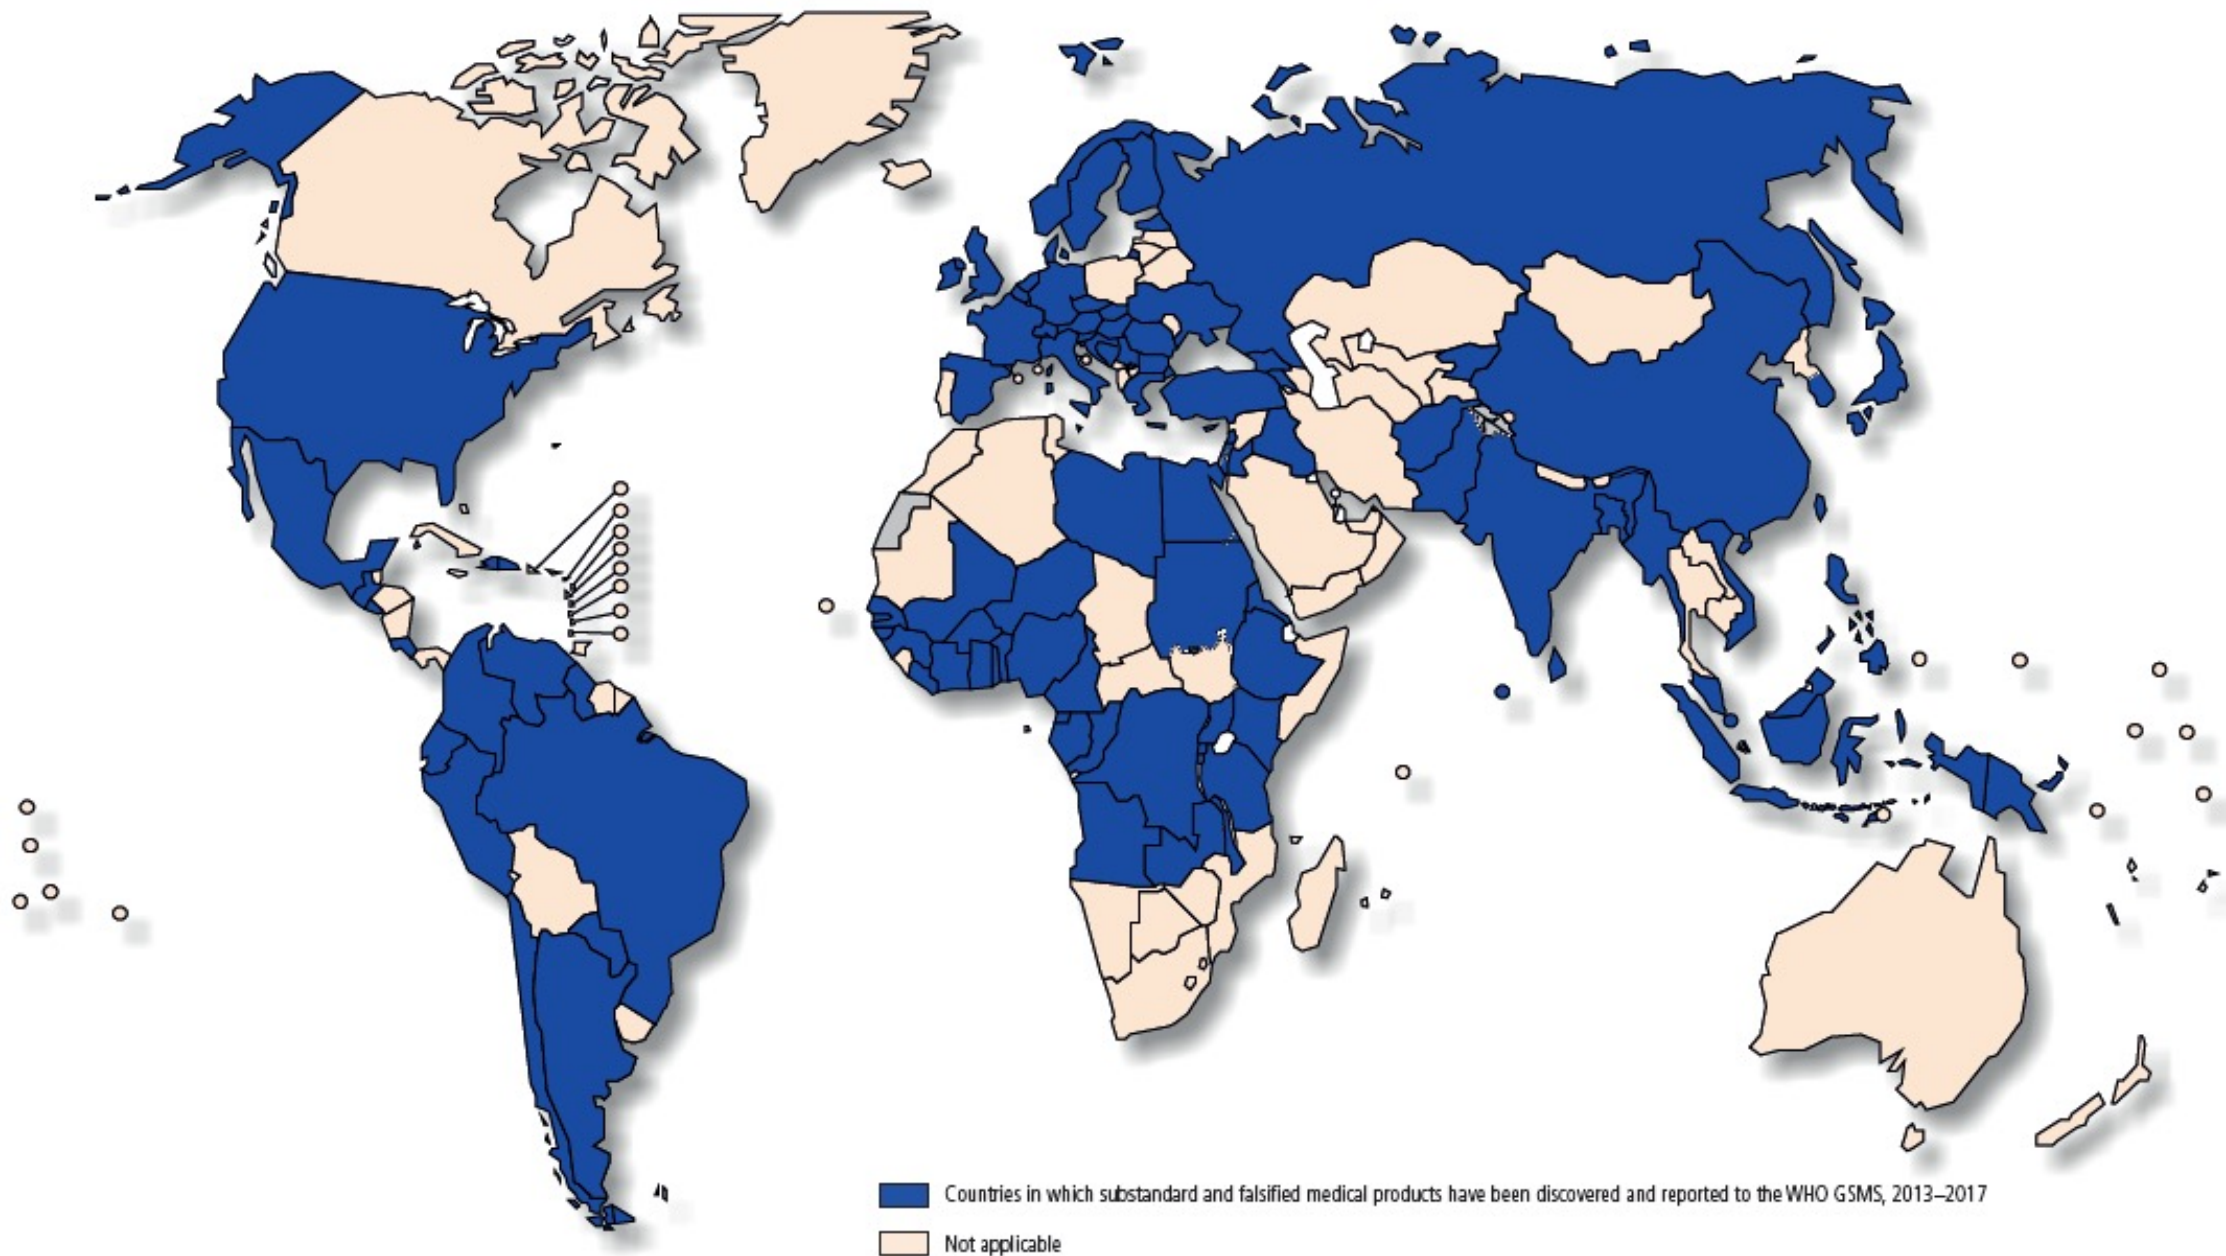 Countries in which substandard and falsified medical products have been discovered and reported to the WHO GSMS, 2013–2017
Not applicable